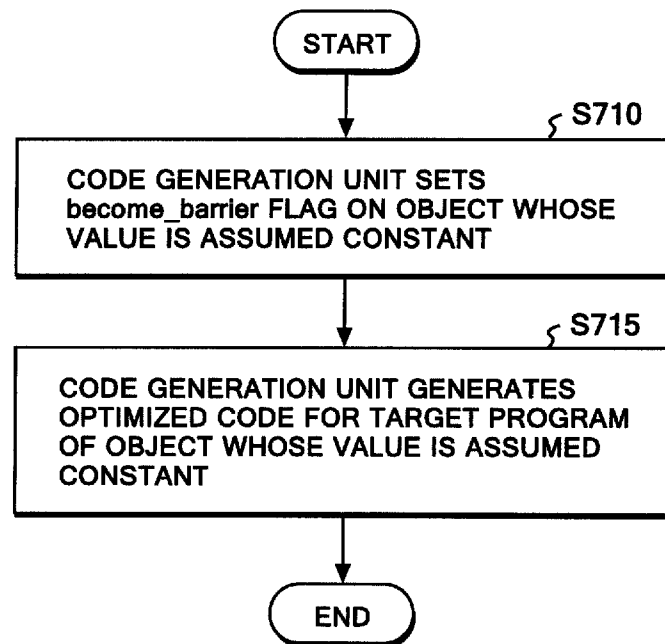 START
S710
CODE GENERATION UNIT SETS
become_barrier FLAG ON OBJECT WHOSE
VALUE IS ASSUMED CONSTANT
S715
CODE GENERATION UNIT GENERATES
OPTIMIZED CODE FOR TARGET PROGRAM
OF OBJECT WHOSE VALUE IS ASSUMED
CONSTANT
END